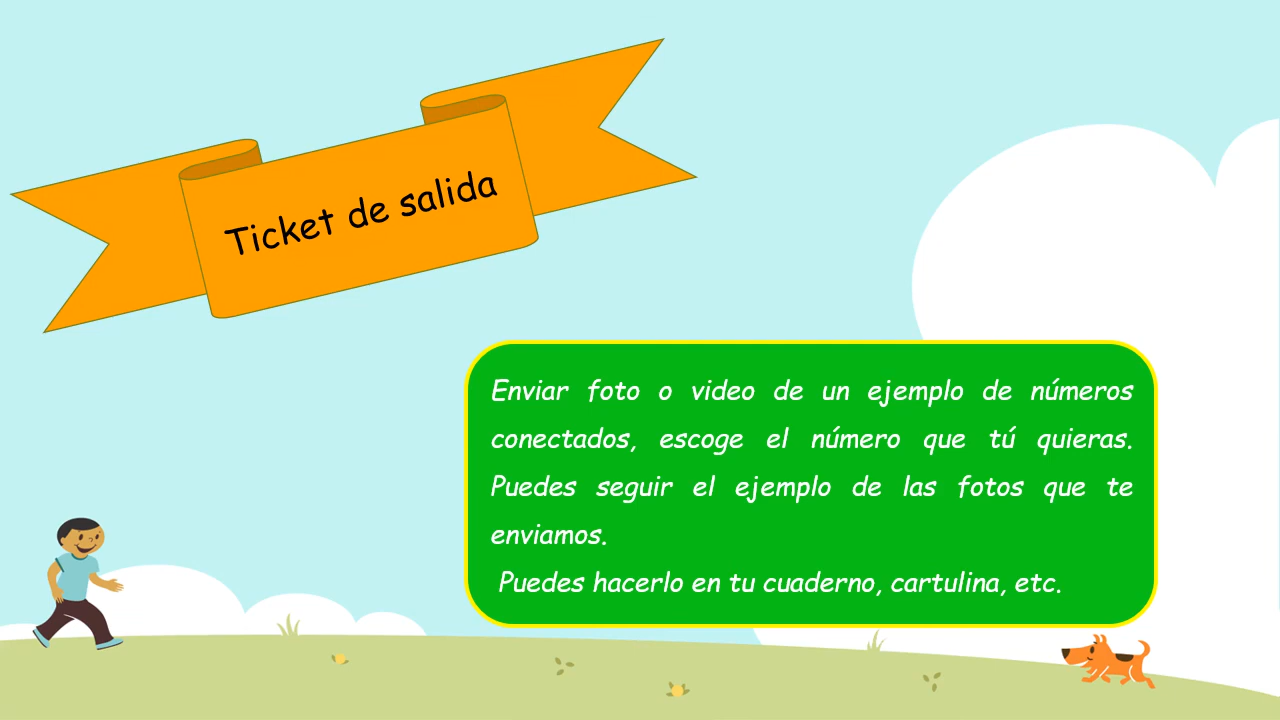 Ticket de salida
Enviar foto o video de un ejemplo de números
conectados, escoge el número que tú quieras.
Puedes seguir el ejemplo de las fotos que te
enviamos.
Puedes hacerlo en tu cuaderno, cartulina, etc.